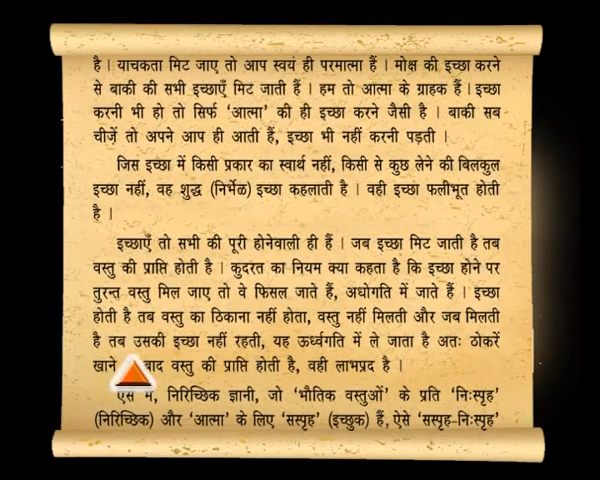 है । याचकता मिट जाए तो आप स्वयं ही परमात्मा हैं । मोक्ष की इच्छा करने
से बाकी की सभी इच्छाएँ मिट जाती हैं । हम तो आत्मा के ग्राहक हैं । इच्छा
करनी भी हो तो सिर्फ 'आत्मा' की ही इच्छा करने जैसी है । बाकी सब
चीज़ें तो अपने आप ही आती हैं, इच्छा भी नहीं करनी पड़ती ।
जिस इच्छा में किसी प्रकार का स्वार्थ नहीं, किसी से कुछ लेने की बिलकुल
इच्छा नहीं, वह शुद्ध (निर्भेळ) इच्छा कहलाती है । वही इच्छा फलीभूत होती
है ।
इच्छाएँ तो सभी की पूरी होनेवाली ही हैं । जब इच्छा मिट जाती है तब
वस्तु की प्राप्ति होती है । कुदरत का नियम क्या कहता है कि इच्छा होने पर
तुरन्त वस्तु मिल जाए तो वे फिसल जाते हैं, अधोगति में जाते हैं । इच्छा
होती है तब वस्तु का ठिकाना नहीं होता, वस्तु नहीं मिलती और जब मिलती
है तब उसकी इच्छा नहीं रहती, यह ऊर्ध्वगति में ले जाता है अतः ठोकरें
खाने बाद वस्तु की प्राप्ति होती है, वही लाभप्रद है ।
ऐसे में, निरिच्छिक ज्ञानी, जो 'भौतिक वस्तुओं' के प्रति 'निःस्पृह'
(निरिच्छिक) और 'आत्मा' के लिए 'सस्पृह' (इच्छुक) हैं, ऐसे 'सस्पृह-निःस्पृह'